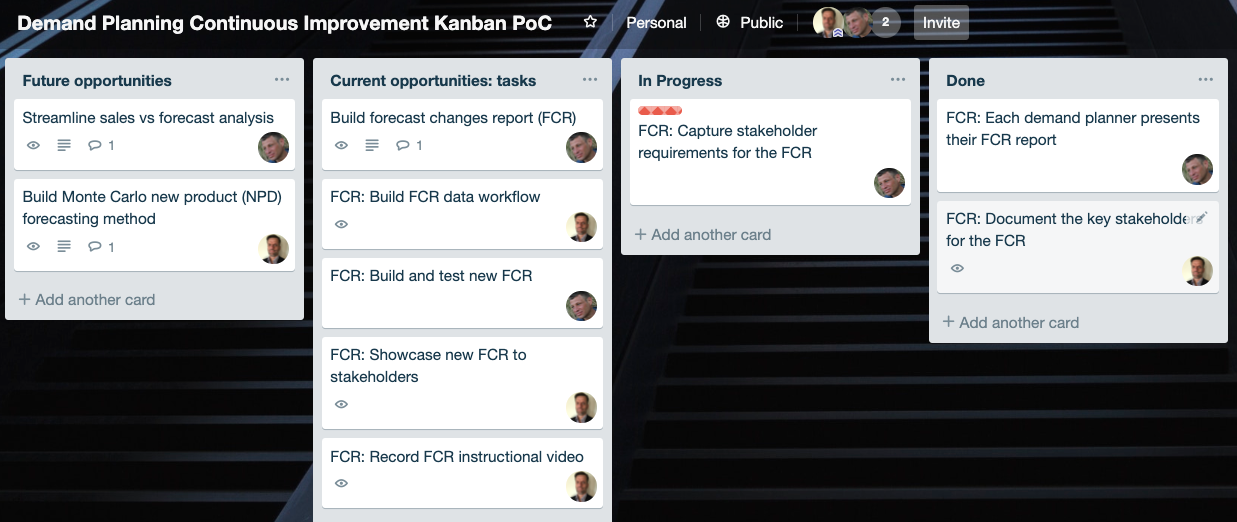 Demand Planning Continuous Improvement Kanban PoC
Personal
Public
2
Invite
Future opportunities
Streamline sales vs forecast analysis
1
Build Monte Carlo new product (NPD)
forecasting method
1
+ Add another card
Current opportunities: tasks
Build forecast changes report (FCR)
1
FCR: Build FCR data workflow
FCR: Build and test new FCR
FCR: Showcase new FCR to
stakeholders
FCR: Record FCR instructional video
In Progress
FCR: Capture stakeholder
requirements for the FCR
+ Add another card
Done
FCR: Each demand planner presents
their FCR report
FCR: Document the key stakeholders
for the FCR
+ Add another card